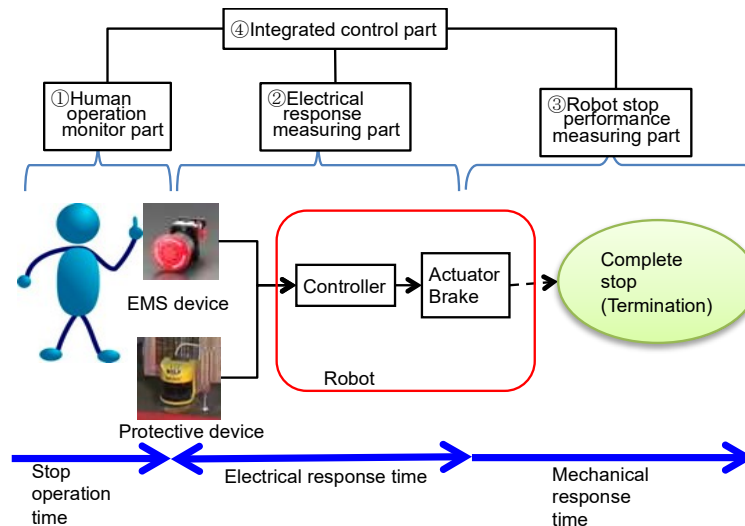 ④Integrated control part
①Human
operation
monitor part
②Electrical
response
measuring part
③Robot stop
performance
measuring part
EMS device
Controller
Actuator
Brake
Complete
stop
(Termination)
Robot
Protective device
Stop
operation
time
Electrical response time
Mechanical
response
time